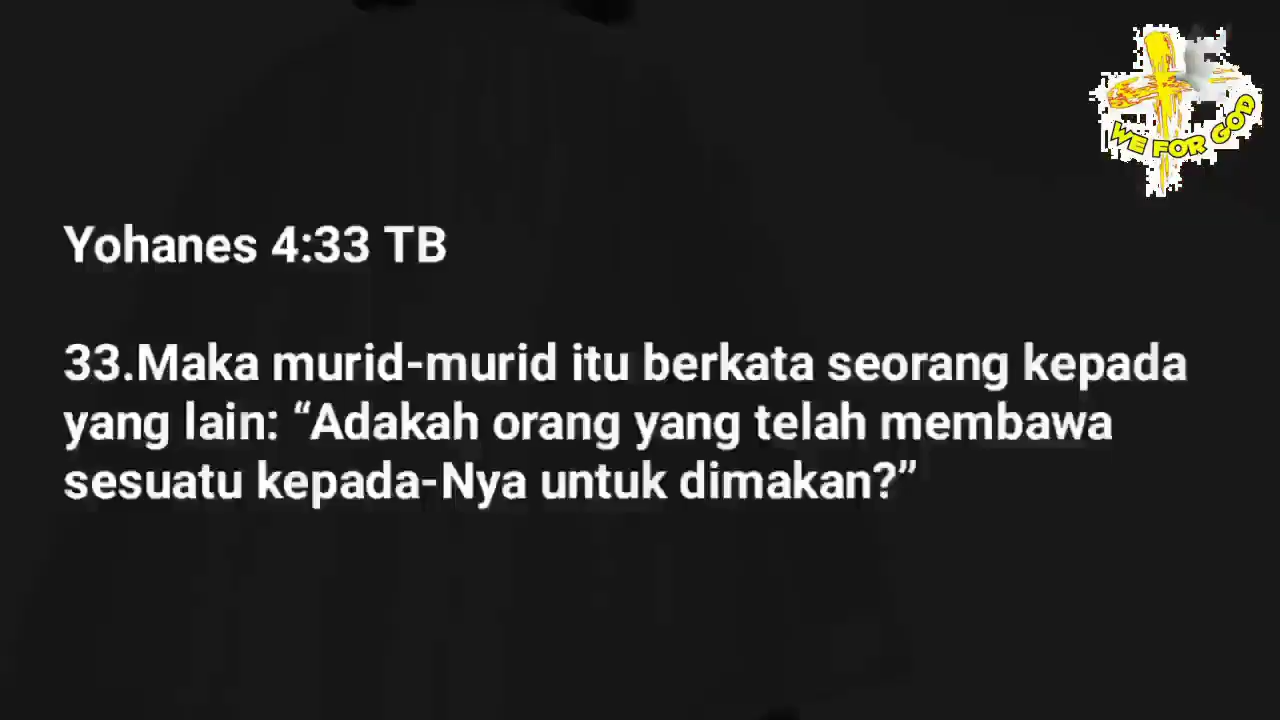 WE FOR GOD
Yohanes 4:33 TB
33.Maka murid-murid itu berkata seorang kepada
yang lain: “Adakah orang yang telah membawa
sesuatu kepada-Nya untuk dimakan?”